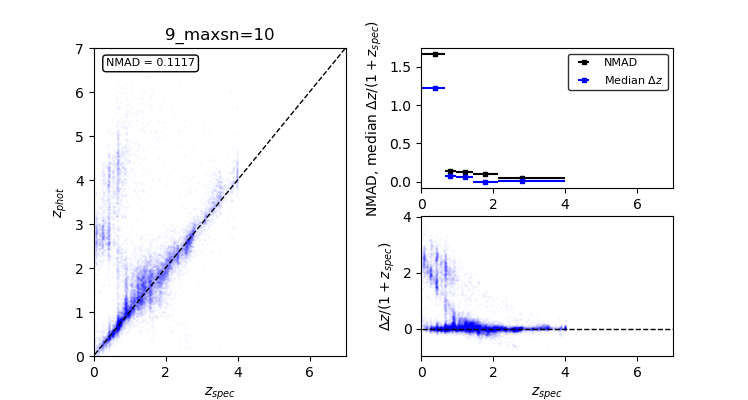 9_maxsn=10
NMAD = 0.1117
7
6
5
4
3
2
1
0
z_phot
0 2 4 6
z_spec
NMAD, median Δz/(1 + z_spec)
1.5
1.0
0.5
0.0
NMAD
Median Δz
0 2 4 6
Δz/(1 + z_spec)
4
2
0
0 2 4 6
z_spec